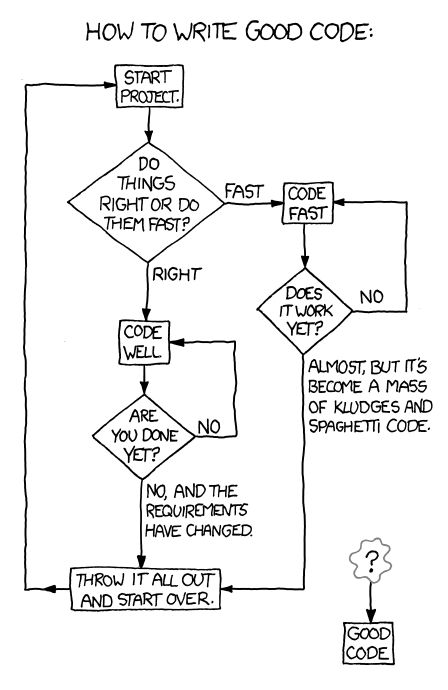 HOW TO WRITE GOOD CODE:
START
PROJECT.
DO
THINGS
RIGHT OR DO
THEM FAST?
FAST
CODE
FAST
RIGHT
DOES
IT WORK
YET?
NO
CODE
WELL
ALMOST, BUT IT'S
BECOME A MASS
OF KLUDGES AND
SPAGHETTI CODE.
ARE
YOU DONE
YET?
NO
NO, AND THE
REQUIREMENTS
HAVE CHANGED.
THROW IT ALL OUT
AND START OVER.
?
GOOD
CODE